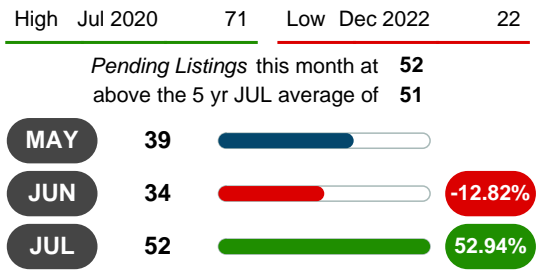 High Jul 2020 71 Low Dec 2022 22
Pending Listings this month at 52
above the 5 yr JUL average of 51
MAY 39
JUN 34 -12.82%
JUL 52 52.94%